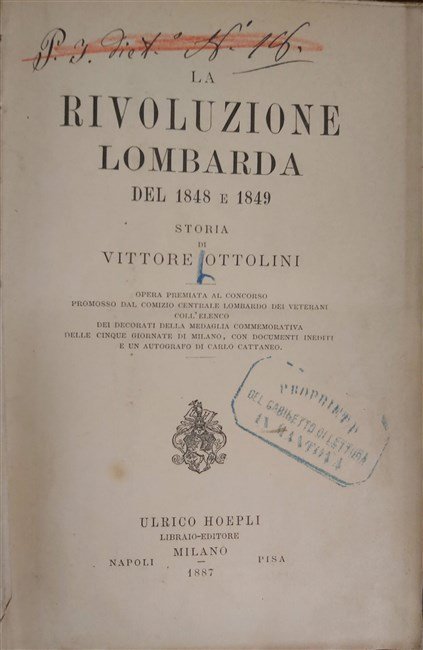 P. I. N.º 16.
LA
RIVOLUZIONE
LOMBARDA
DEL 1848 E 1849
STORIA
DI
VITTORE OTTOLINI
OPERA PREMIATA AL CONCORSO
PROMOSSO DAL COMIZIO CENTRALE LOMBARDO DEI VETERANI
COLL'ELENCO
DEI DECORATI DELLA MEDAGLIA COMMEMORATIVA
DELLE CINQUE GIORNATE DI MILANO, CON DOCUMENTI INEDITI
E UN AUTOGRAFO DI CARLO CATTANEO.
PROPRIETÀ
DEL GABINETTO DI LETTURA
IN MANTOVA
ULRICO HOEPLI
LIBRAIO-EDITORE
MILANO
NAPOLI — PISA
1887